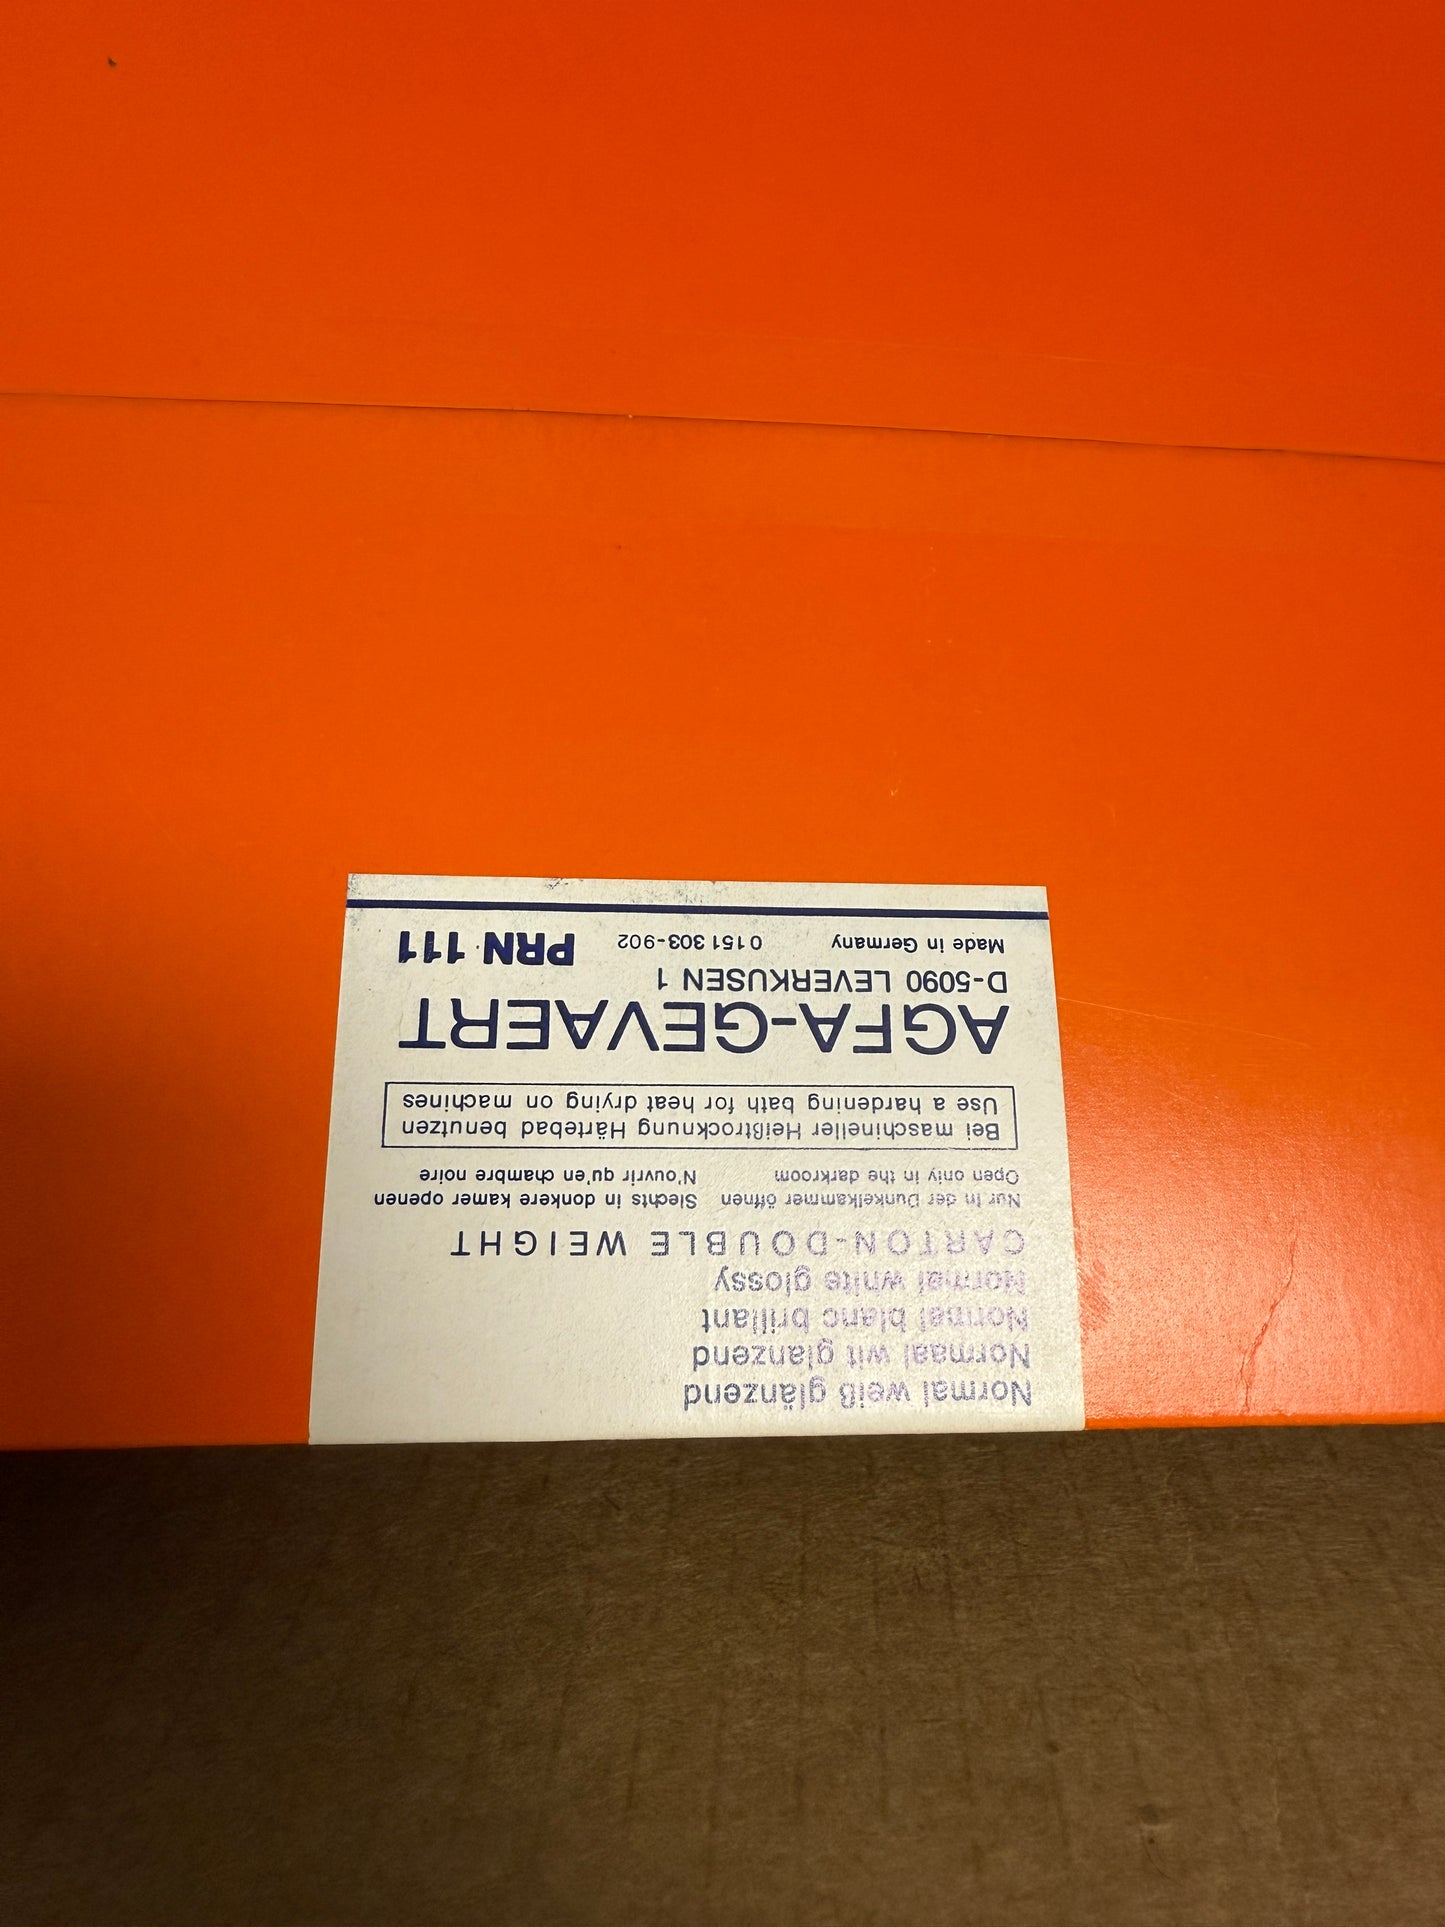 Normal weiß glänzend
Normaal wit glanzend
Normal blanc brillant
Normal white glossy
CARTON-DOUBLE WEIGHT
Nur in der Dunkelkammer öffnen Slechts in donkere kamer openen
Open only in the darkroom N'ouvrir qu'en chambre noire
Bei maschineller Heißtrocknung Härtebad benutzen
Use a hardening bath for heat drying on machines
AGFA-GEVAERT
D-5090 LEVERKUSEN 1
Made in Germany 0151 303-902 PRN 111